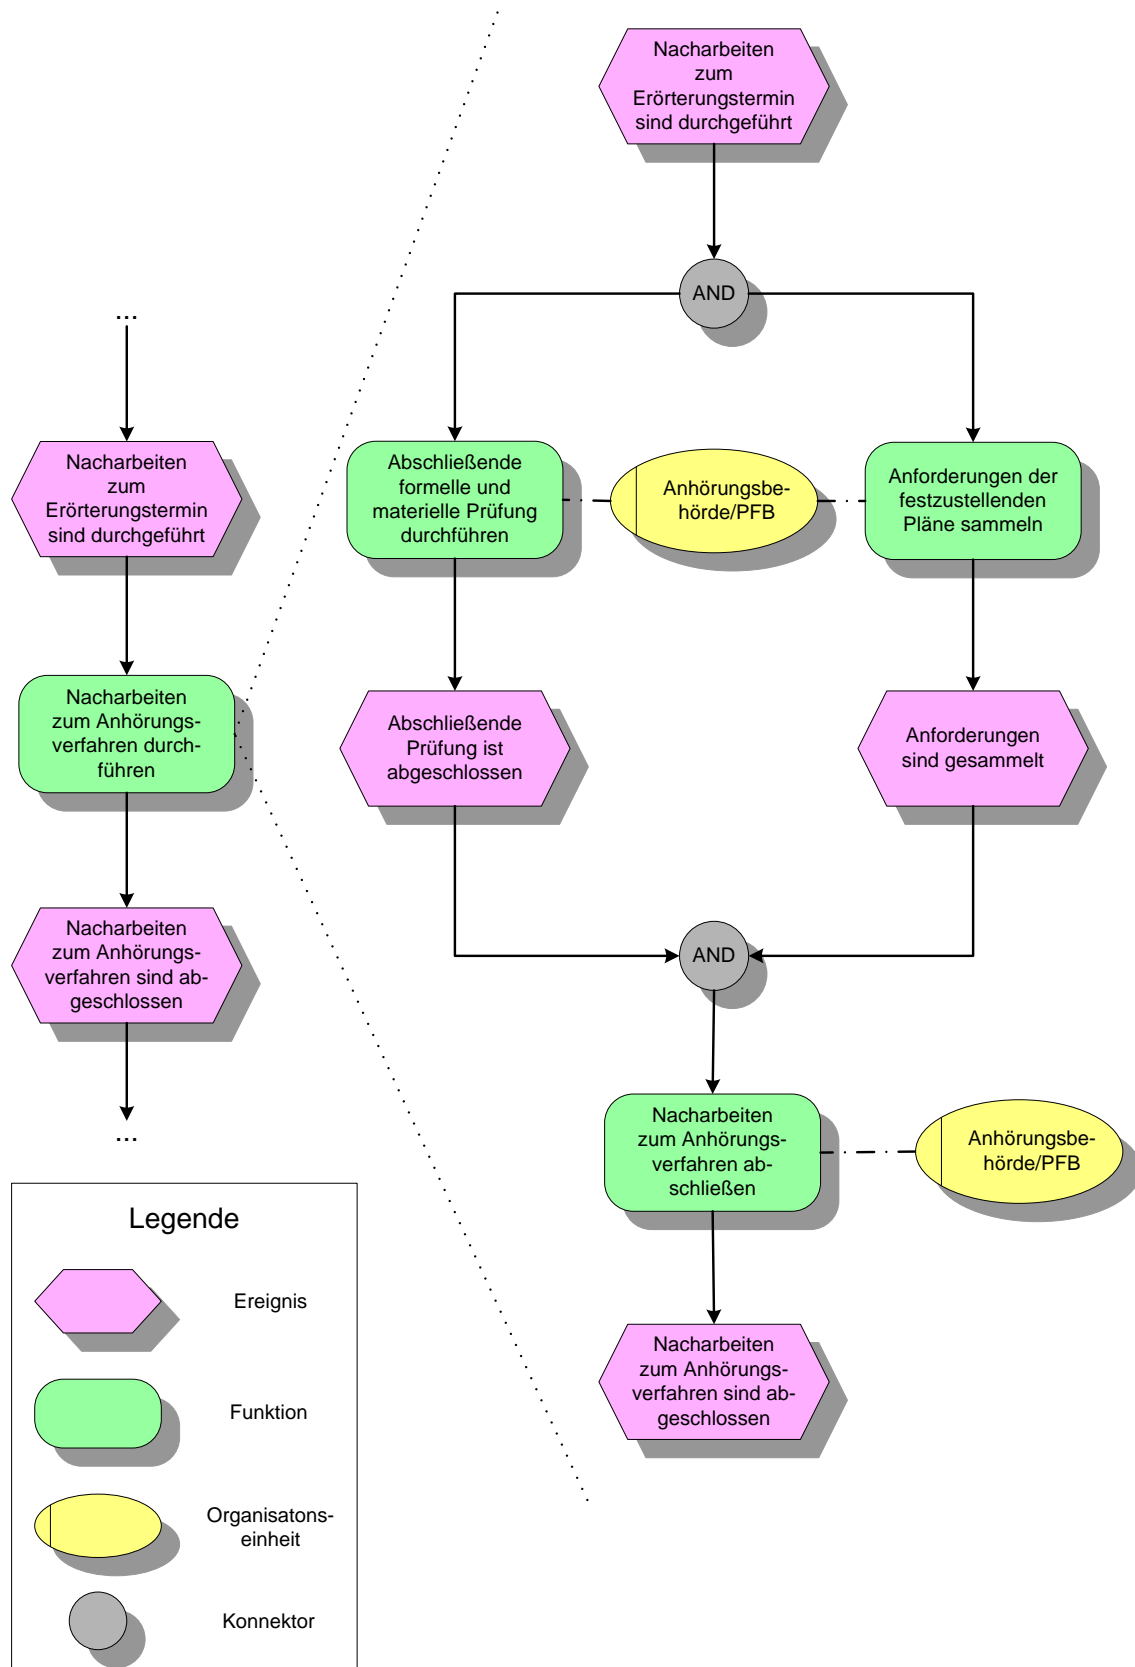 ...
Nacharbeiten
zum
Erörterungstermin
sind durchgeführt
Nacharbeiten
zum Anhörungs-
verfahren durch-
führen
Nacharbeiten
zum Anhörungs-
verfahren sind ab-
geschlossen
...
Nacharbeiten
zum
Erörterungstermin
sind durchgeführt
AND
Abschließende
formelle und
materielle Prüfung
durchführen
Anhörungsbe-
hörde/PFB
Anforderungen der
festzustellenden
Pläne sammeln
Abschließende
Prüfung ist
abgeschlossen
Anforderungen
sind gesammelt
AND
Nacharbeiten
zum Anhörungs-
verfahren ab-
schließen
Anhörungsbe-
hörde/PFB
Nacharbeiten
zum Anhörungs-
verfahren sind ab-
geschlossen
Legende
Ereignis
Funktion
Organisatons-
einheit
Konnektor